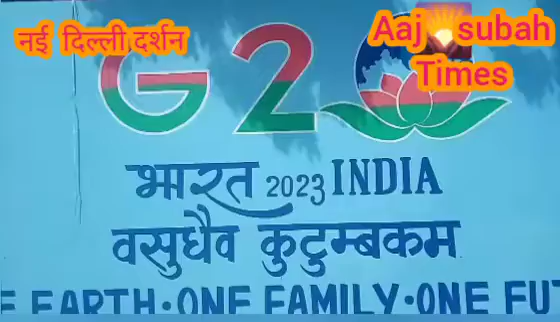 नई दिल्ली दर्शन
Aaj subah
Times
G20
भारत 2023 INDIA
वसुधैव कुटुम्बकम
E EARTH·ONE FAMILY·ONE FUT